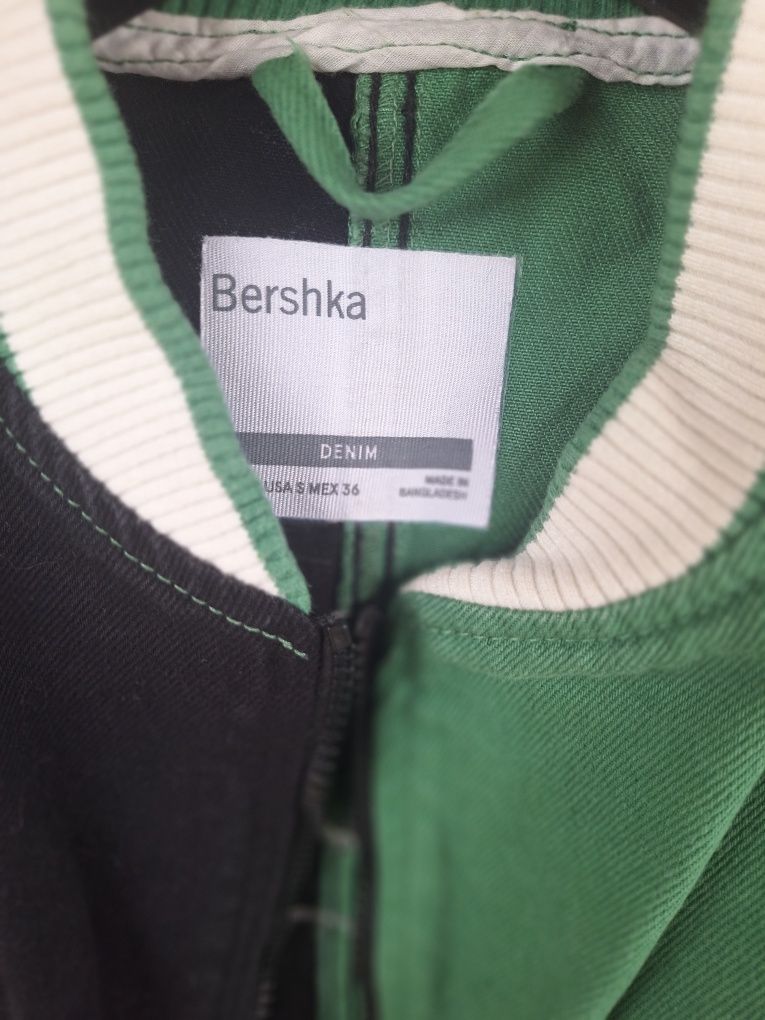 Bershka
DENIM
USA S MEX 36
MADE IN
BANGLADESH